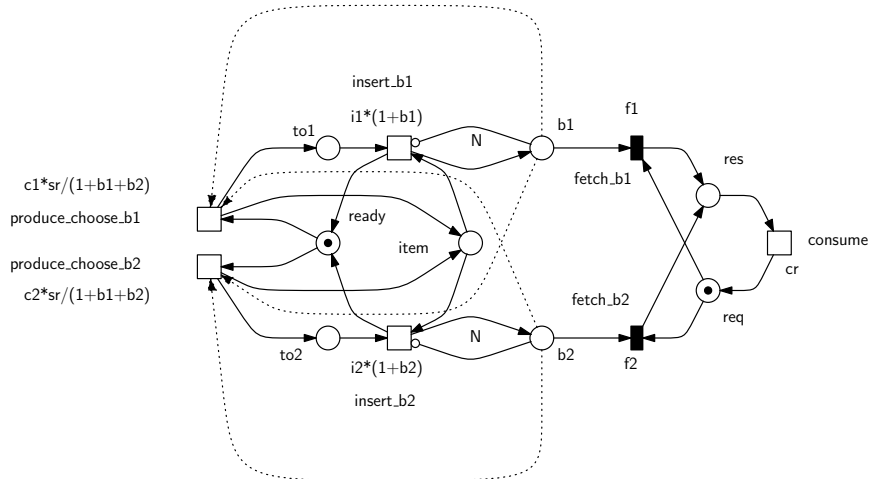 insert_b1
i1*(1+b1)
to1
N
b1
f1
fetch_b1
res
c1*sr/(1+b1+b2)
produce_choose_b1
ready
item
consume
cr
produce_choose_b2
c2*sr/(1+b1+b2)
fetch_b2
req
to2
N
b2
f2
i2*(1+b2)
insert_b2